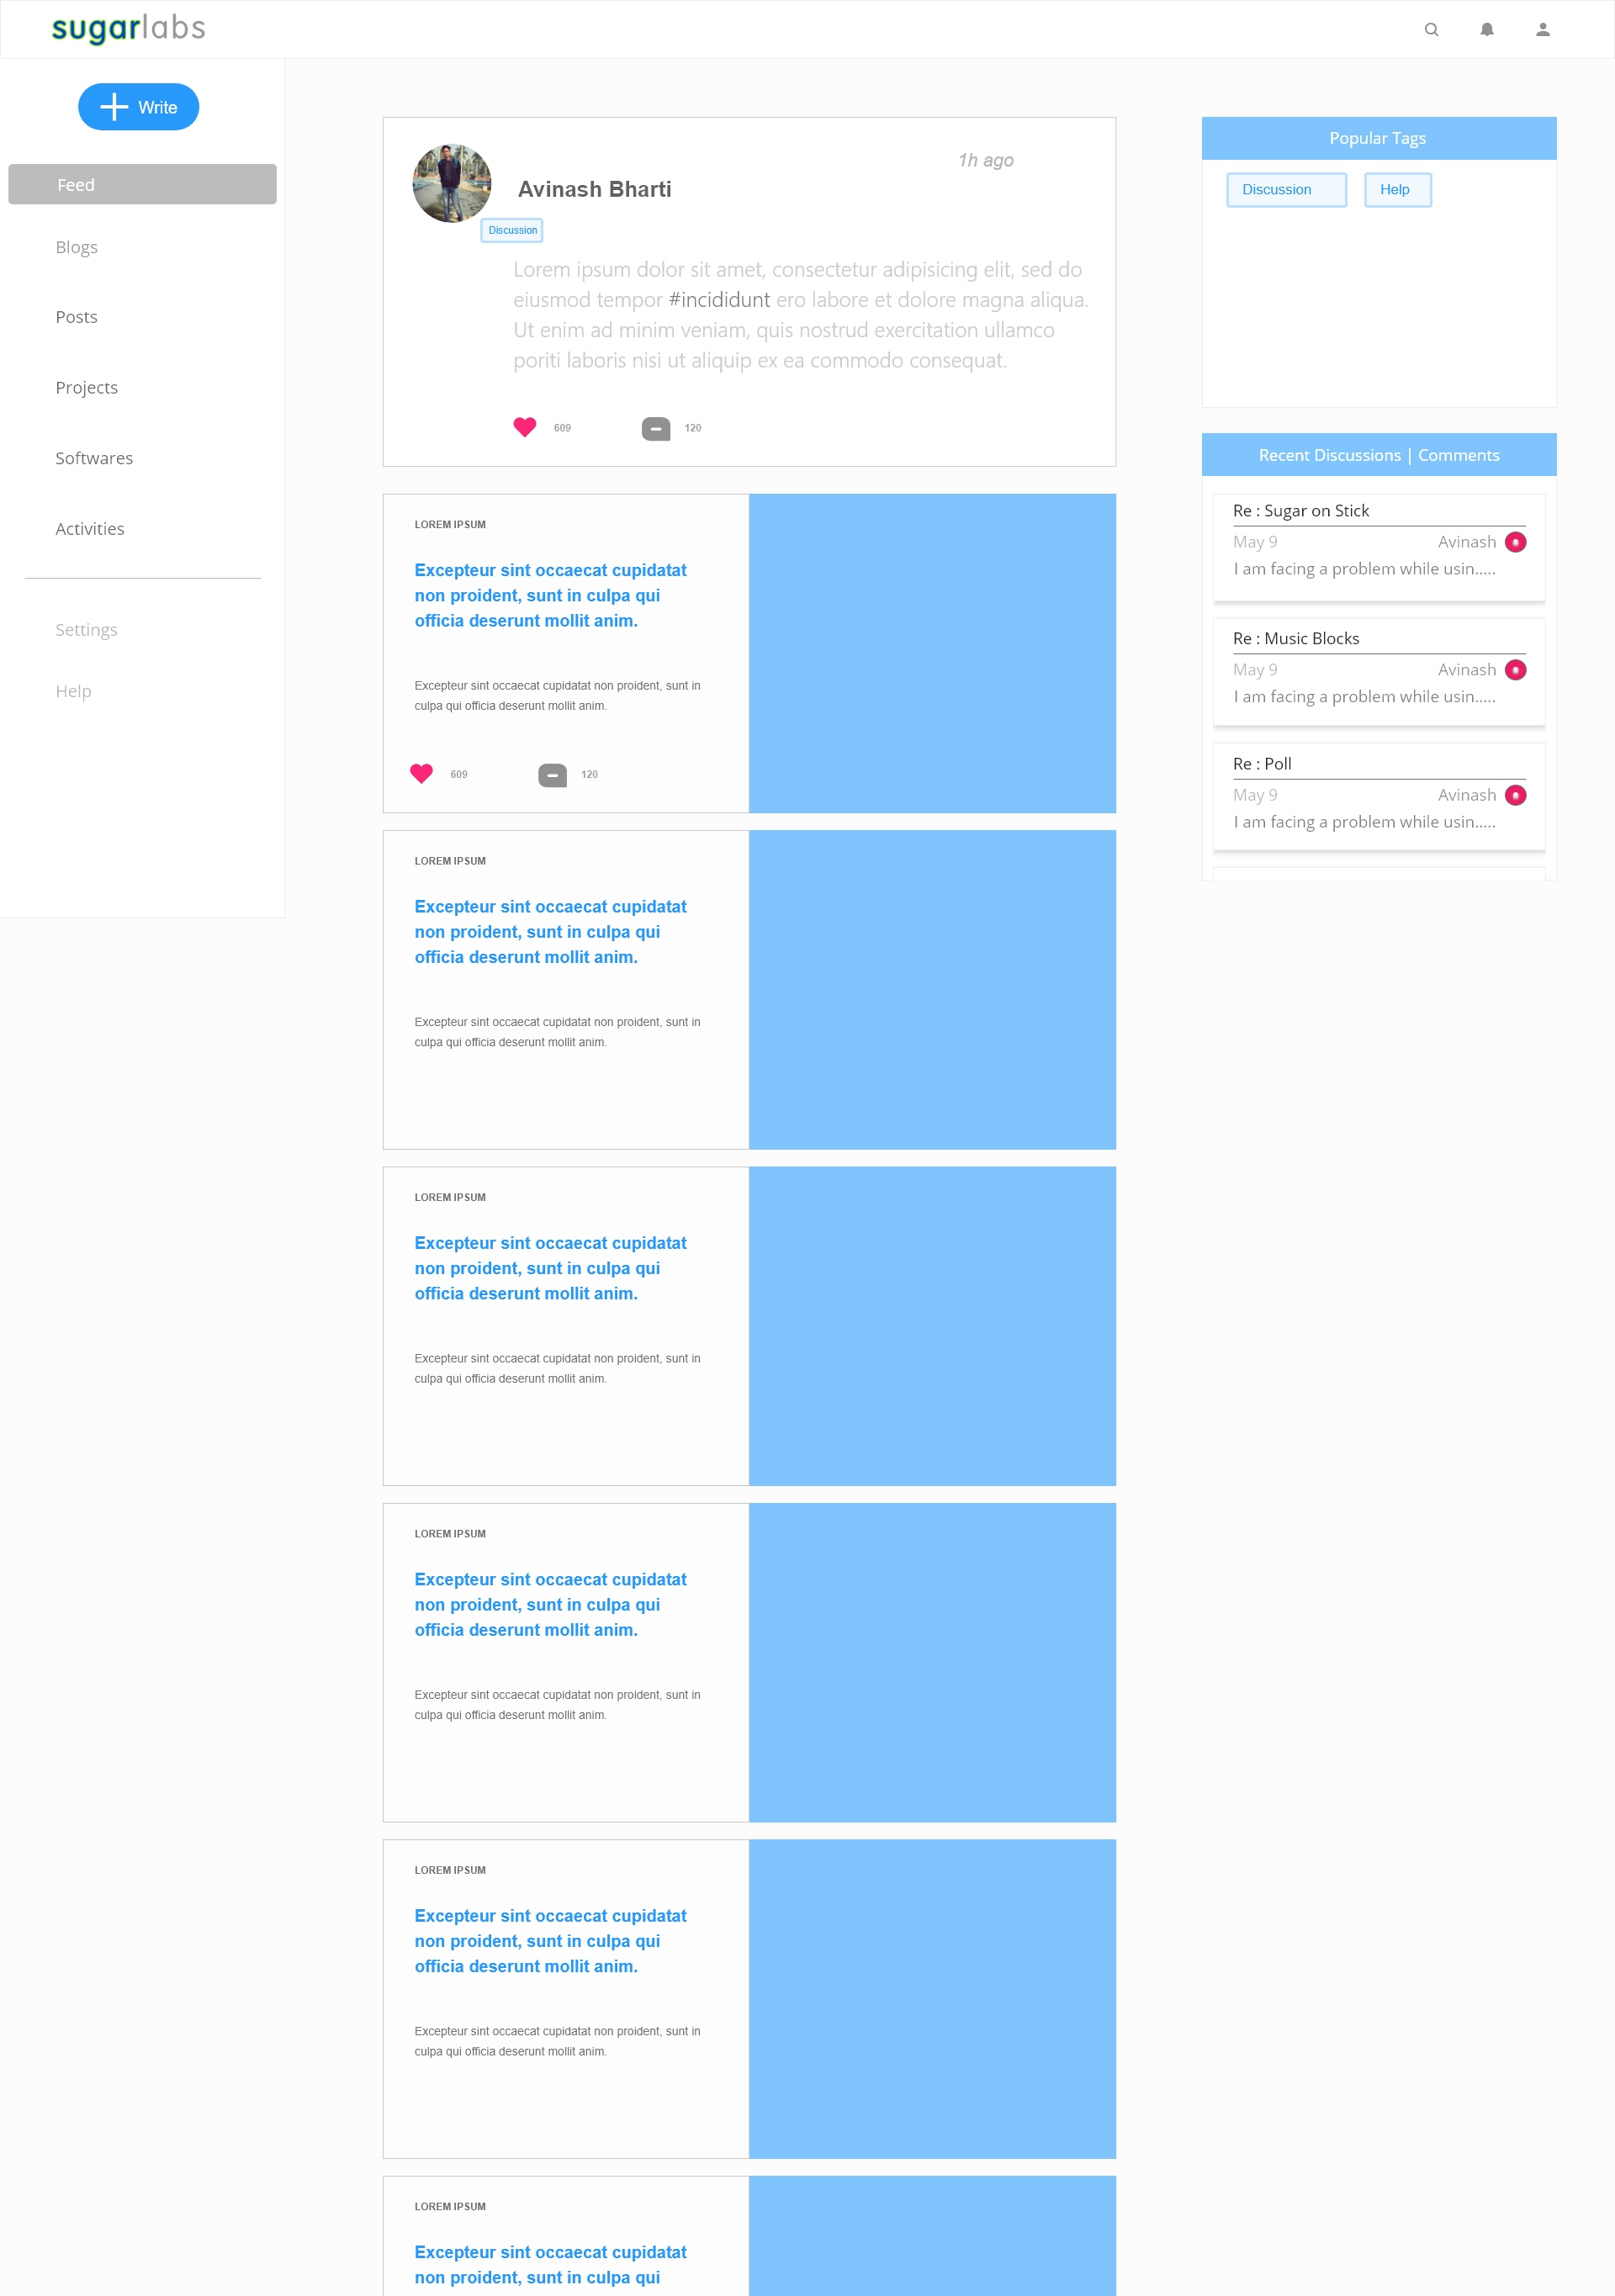 sugarlabs
Write
Feed
Blogs
Posts
Projects
Softwares
Activities
Settings
Help
1h ago
Avinash Bharti
Discussion
Lorem ipsum dolor sit amet, consectetur adipisicing elit, sed do
eiusmod tempor #incididunt ero labore et dolore magna aliqua.
Ut enim ad minim veniam, quis nostrud exercitation ullamco
poriti laboris nisi ut aliquip ex ea commodo consequat.
609 120
LOREM IPSUM
Excepteur sint occaecat cupidatat
non proident, sunt in culpa qui
officia deserunt mollit anim.
Excepteur sint occaecat cupidatat non proident, sunt in
culpa qui officia deserunt mollit anim.
609 120
LOREM IPSUM
Excepteur sint occaecat cupidatat
non proident, sunt in culpa qui
officia deserunt mollit anim.
Excepteur sint occaecat cupidatat non proident, sunt in
culpa qui officia deserunt mollit anim.
LOREM IPSUM
Excepteur sint occaecat cupidatat
non proident, sunt in culpa qui
officia deserunt mollit anim.
Excepteur sint occaecat cupidatat non proident, sunt in
culpa qui officia deserunt mollit anim.
LOREM IPSUM
Excepteur sint occaecat cupidatat
non proident, sunt in culpa qui
officia deserunt mollit anim.
Excepteur sint occaecat cupidatat non proident, sunt in
culpa qui officia deserunt mollit anim.
LOREM IPSUM
Excepteur sint occaecat cupidatat
non proident, sunt in culpa qui
officia deserunt mollit anim.
Excepteur sint occaecat cupidatat non proident, sunt in
culpa qui officia deserunt mollit anim.
LOREM IPSUM
Excepteur sint occaecat cupidatat
non proident, sunt in culpa qui
Popular Tags
Discussion Help
Recent Discussions | Comments
Re : Sugar on Stick
May 9 Avinash
I am facing a problem while usin.....
Re : Music Blocks
May 9 Avinash
I am facing a problem while usin.....
Re : Poll
May 9 Avinash
I am facing a problem while usin.....